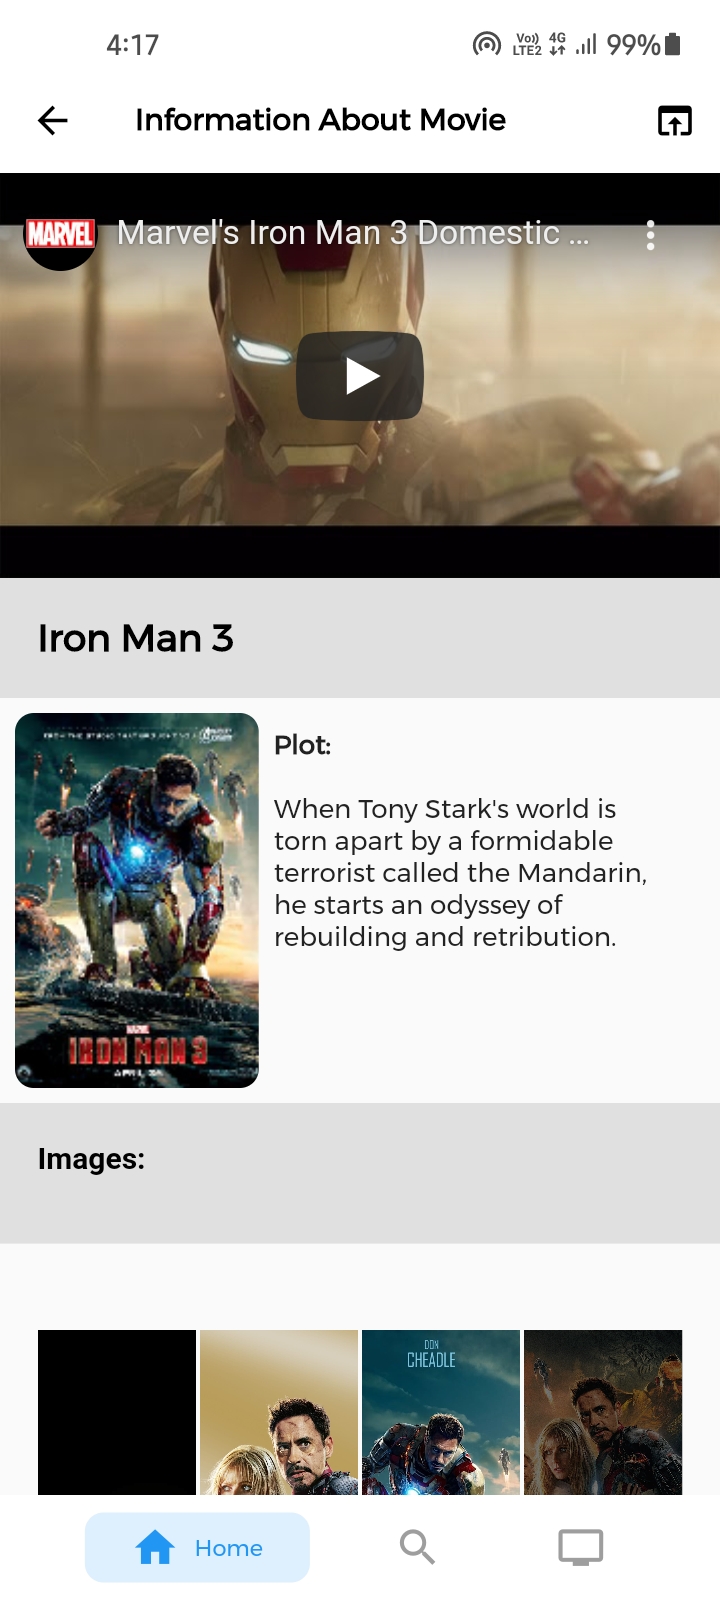 4:17
Vo)) LTE2 4G 99%
Information About Movie
MARVEL Marvel's Iron Man 3 Domestic ...
Iron Man 3
Plot:
When Tony Stark's world is
torn apart by a formidable
terrorist called the Mandarin,
he starts an odyssey of
rebuilding and retribution.
MARVEL
IRON MAN 3
Images:
DON
CHEADLE
Home